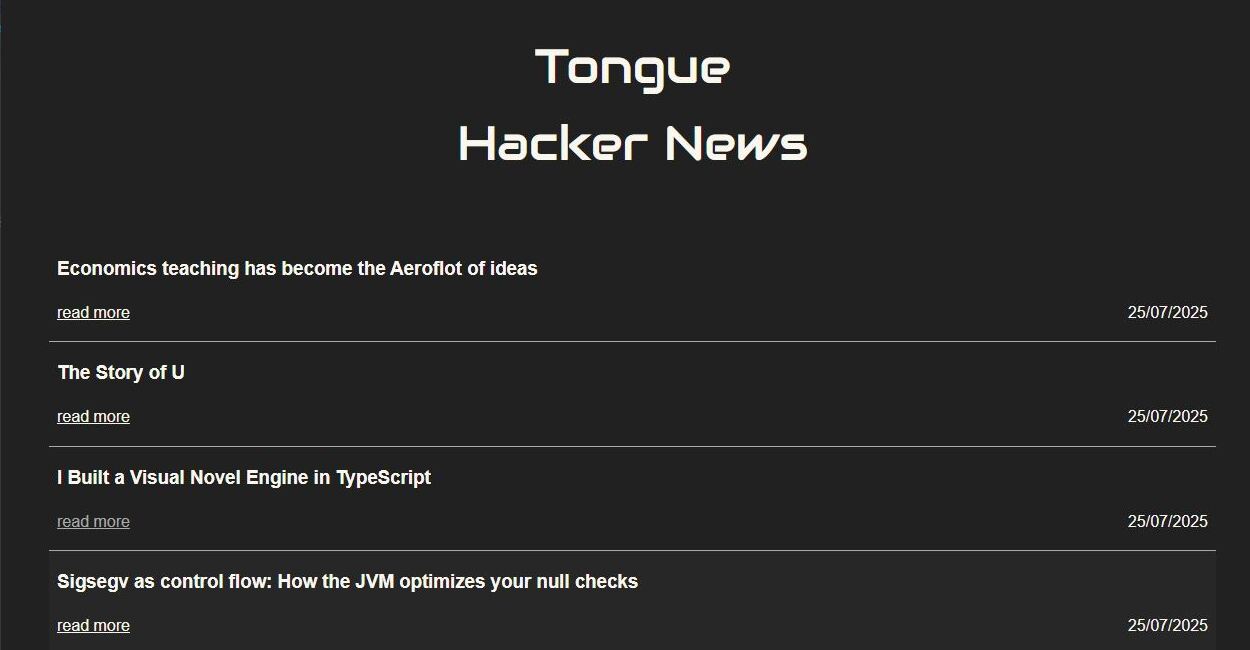 Tongue
Hacker News
Economics teaching has become the Aeroflot of ideas
read more 25/07/2025
The Story of U
read more 25/07/2025
I Built a Visual Novel Engine in TypeScript
read more 25/07/2025
Sigsegv as control flow: How the JVM optimizes your null checks
read more 25/07/2025